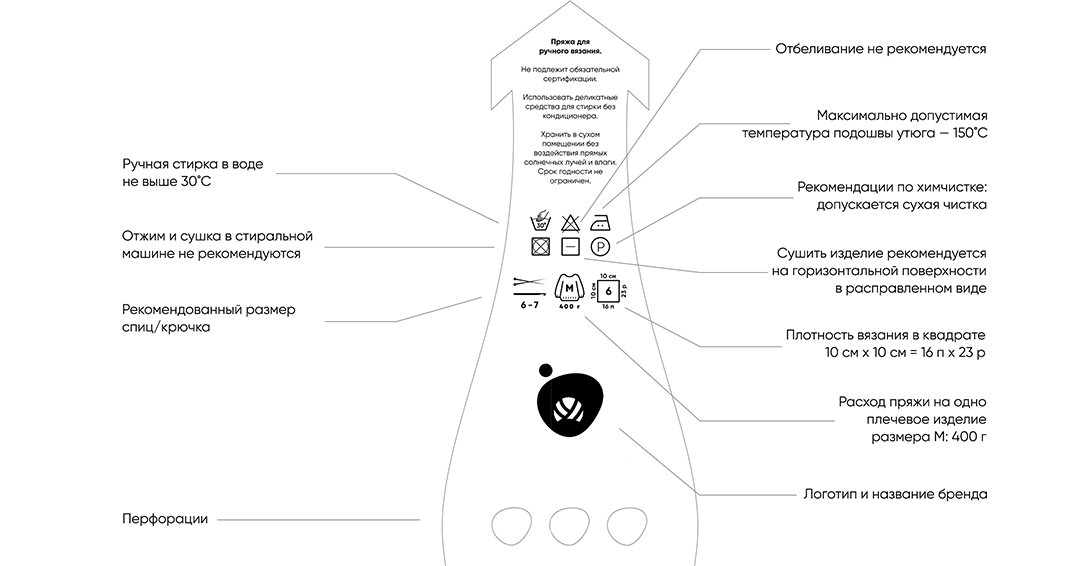 Пряжа для
ручного вязания.
Не подлежит обязательной
сертификации.
Использовать деликатные
средства для стирки без
кондиционера.
Хранить в сухом
помещении без
воздействия прямых
солнечных лучей и влаги.
Срок годности не
ограничен.
Ручная стирка в воде
не выше 30˚C
Отжим и сушка в стиральной
машине не рекомендуются
Рекомендованный размер
спиц/крючка
Перфорации
30°
P
6-7
M
400 г
10 см
10 см
6
23 р
16 п
Отбеливание не рекомендуется
Максимально допустимая
температура подошвы утюга — 150˚C
Рекомендации по химчистке:
допускается сухая чистка
Сушить изделие рекомендуется
на горизонтальной поверхности
в расправленном виде
Плотность вязания в квадрате
10 см x 10 см = 16 п x 23 р
Расход пряжи на одно
плечевое изделие
размера M: 400 г
Логотип и название бренда